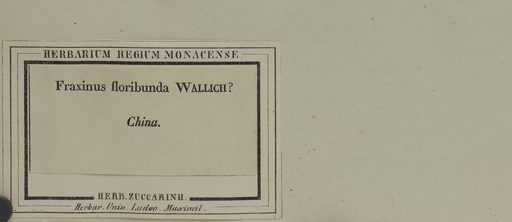 HERBARIUM REGIUM MONACENSE
Fraxinus floribunda WALLICH?
China.
HERB. ZUCCARINII.
Herbar. Univ. Ludov. Maximil.